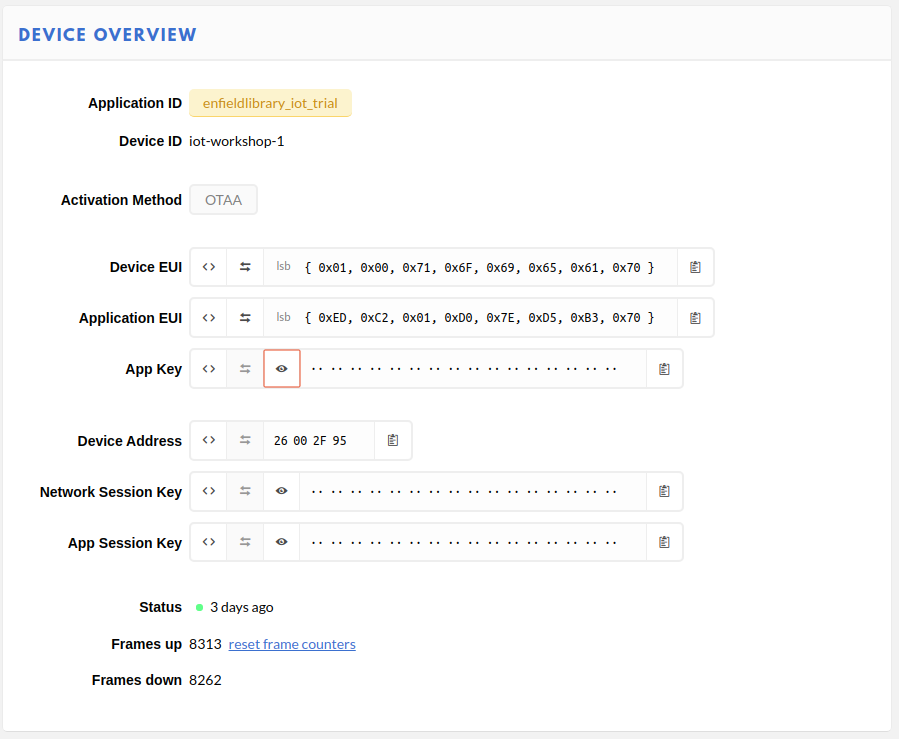 DEVICE OVERVIEW
Application ID enfieldlibrary_iot_trial
Device ID iot-workshop-1
Activation Method OTAA
Device EUI <> lsb { 0x01, 0x00, 0x71, 0x6F, 0x69, 0x65, 0x61, 0x70 }
Application EUI <> lsb { 0xED, 0xC2, 0x01, 0xD0, 0x7E, 0xD5, 0xB3, 0x70 }
App Key <> ·· ·· ·· ·· ·· ·· ·· ·· ·· ·· ·· ·· ·· ·· ·· ··
Device Address <> 26 00 2F 95
Network Session Key <> ·· ·· ·· ·· ·· ·· ·· ·· ·· ·· ·· ·· ·· ·· ·· ··
App Session Key <> ·· ·· ·· ·· ·· ·· ·· ·· ·· ·· ·· ·· ·· ·· ·· ··
Status 3 days ago
Frames up 8313 reset frame counters
Frames down 8262